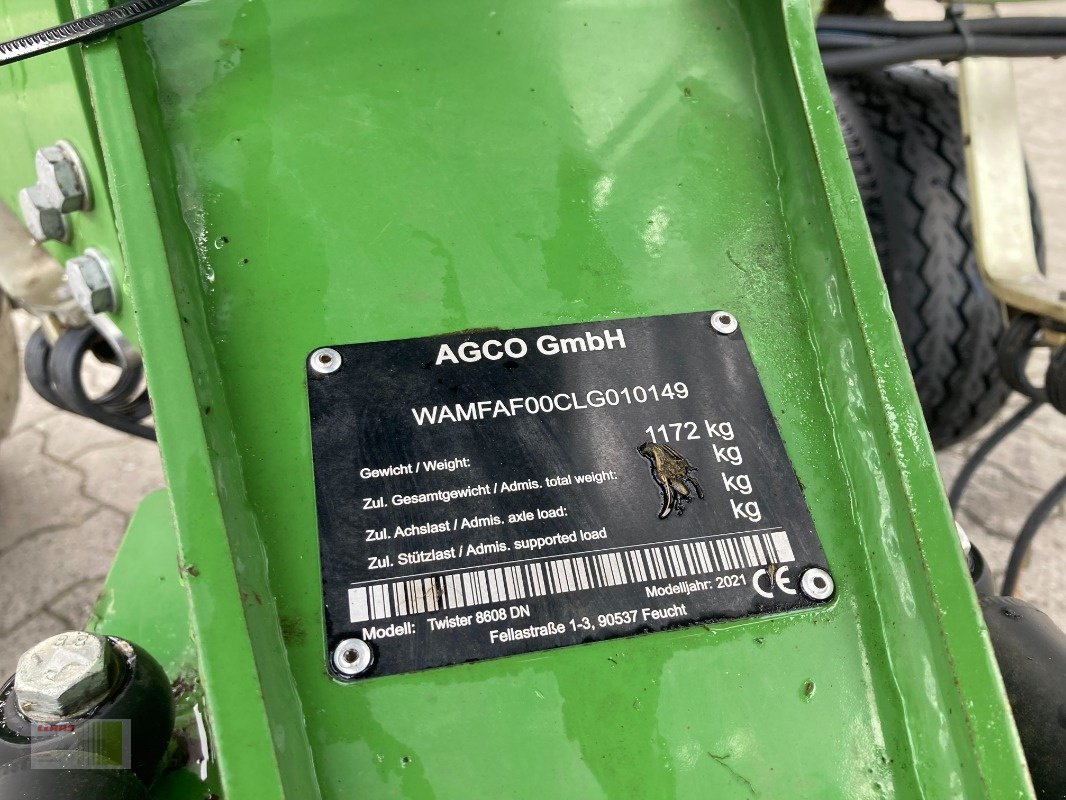 AGCO GmbH
WAMFAF00CLG010149
Gewicht / Weight: 1172 kg
Zul. Gesamtgewicht / Admis. total weight: kg
Zul. Achslast / Admis. axle load: kg
Zul. Stützlast / Admis. supported load kg
Modell: Twister 8608 DN Modelljahr: 2021 CE
Fellastraße 1-3, 90537 Feucht
CLAAS